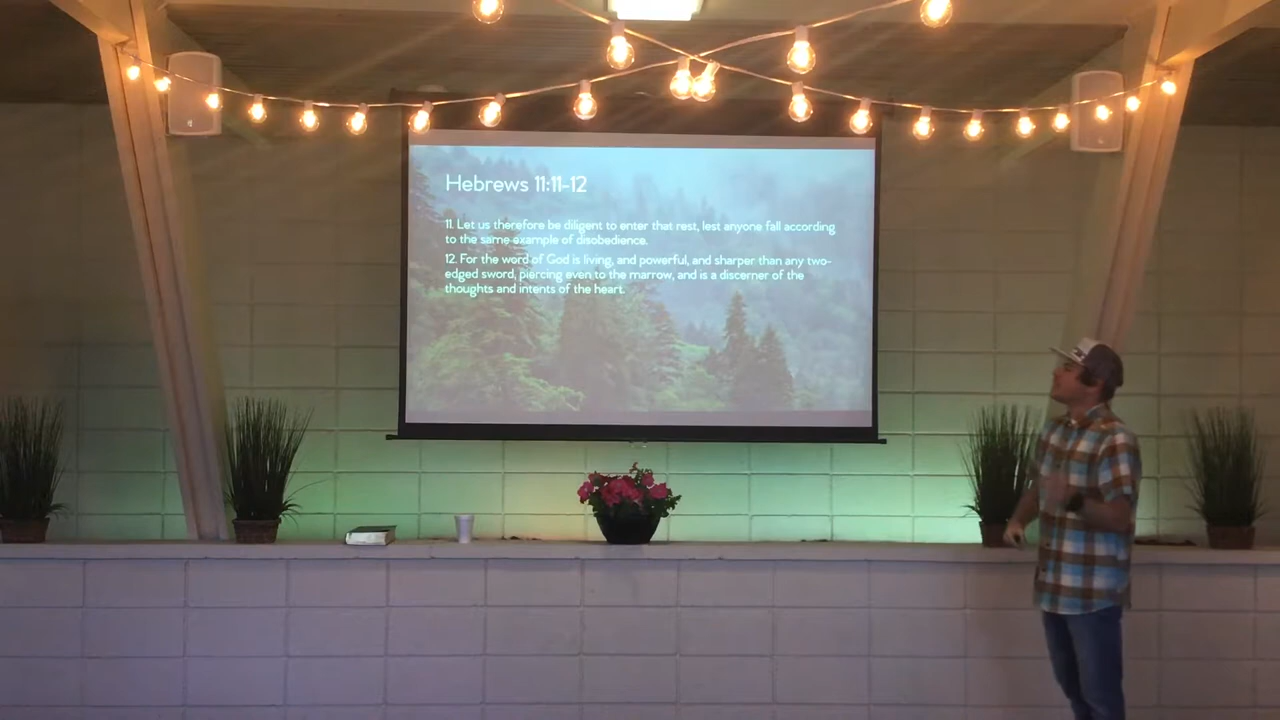 Hebrews 11:11-12
11. Let us therefore be diligent to enter that rest, lest anyone fall according
to the same example of disobedience.
12. For the word of God is living, and powerful, and sharper than any two-
edged sword, piercing even to the marrow, and is a discerner of the
thoughts and intents of the heart.